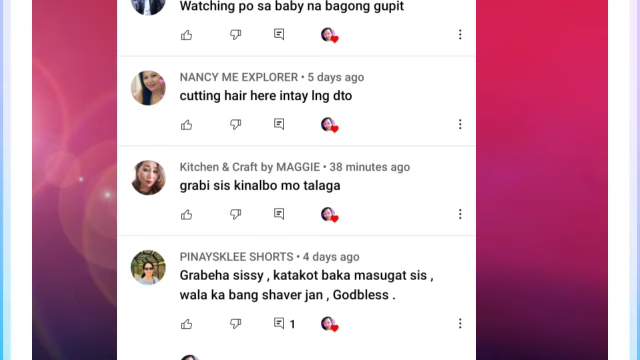 Watching po sa baby na bagong gupit
NANCY ME EXPLORER • 5 days ago
cutting hair here intay lng dto
Kitchen & Craft by MAGGIE • 38 minutes ago
grabi sis kinalbo mo talaga
PINAYSKLEE SHORTS • 4 days ago
Grabeha sissy , katakot baka masugat sis ,
wala ka bang shaver jan , Godbless .
1